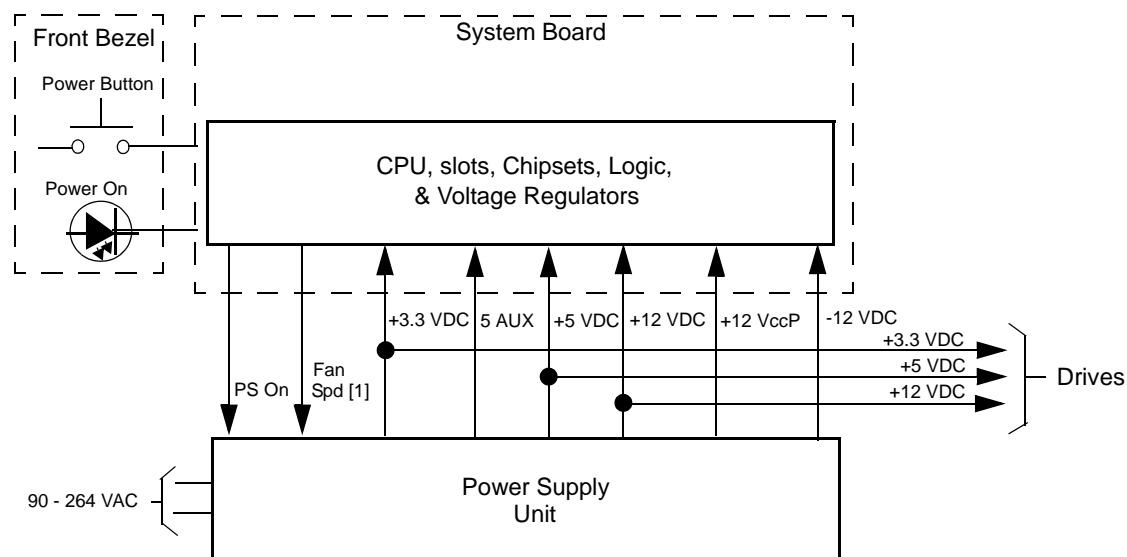 Front Bezel
System Board
Power Button
CPU, slots, Chipsets, Logic,
& Voltage Regulators
Power On
+3.3 VDC
5 AUX
+5 VDC
+12 VDC
+12 VccP
-12 VDC
+3.3 VDC
+5 VDC
+12 VDC
Drives
PS On
Fan
Spd [1]
90 - 264 VAC
Power Supply
Unit